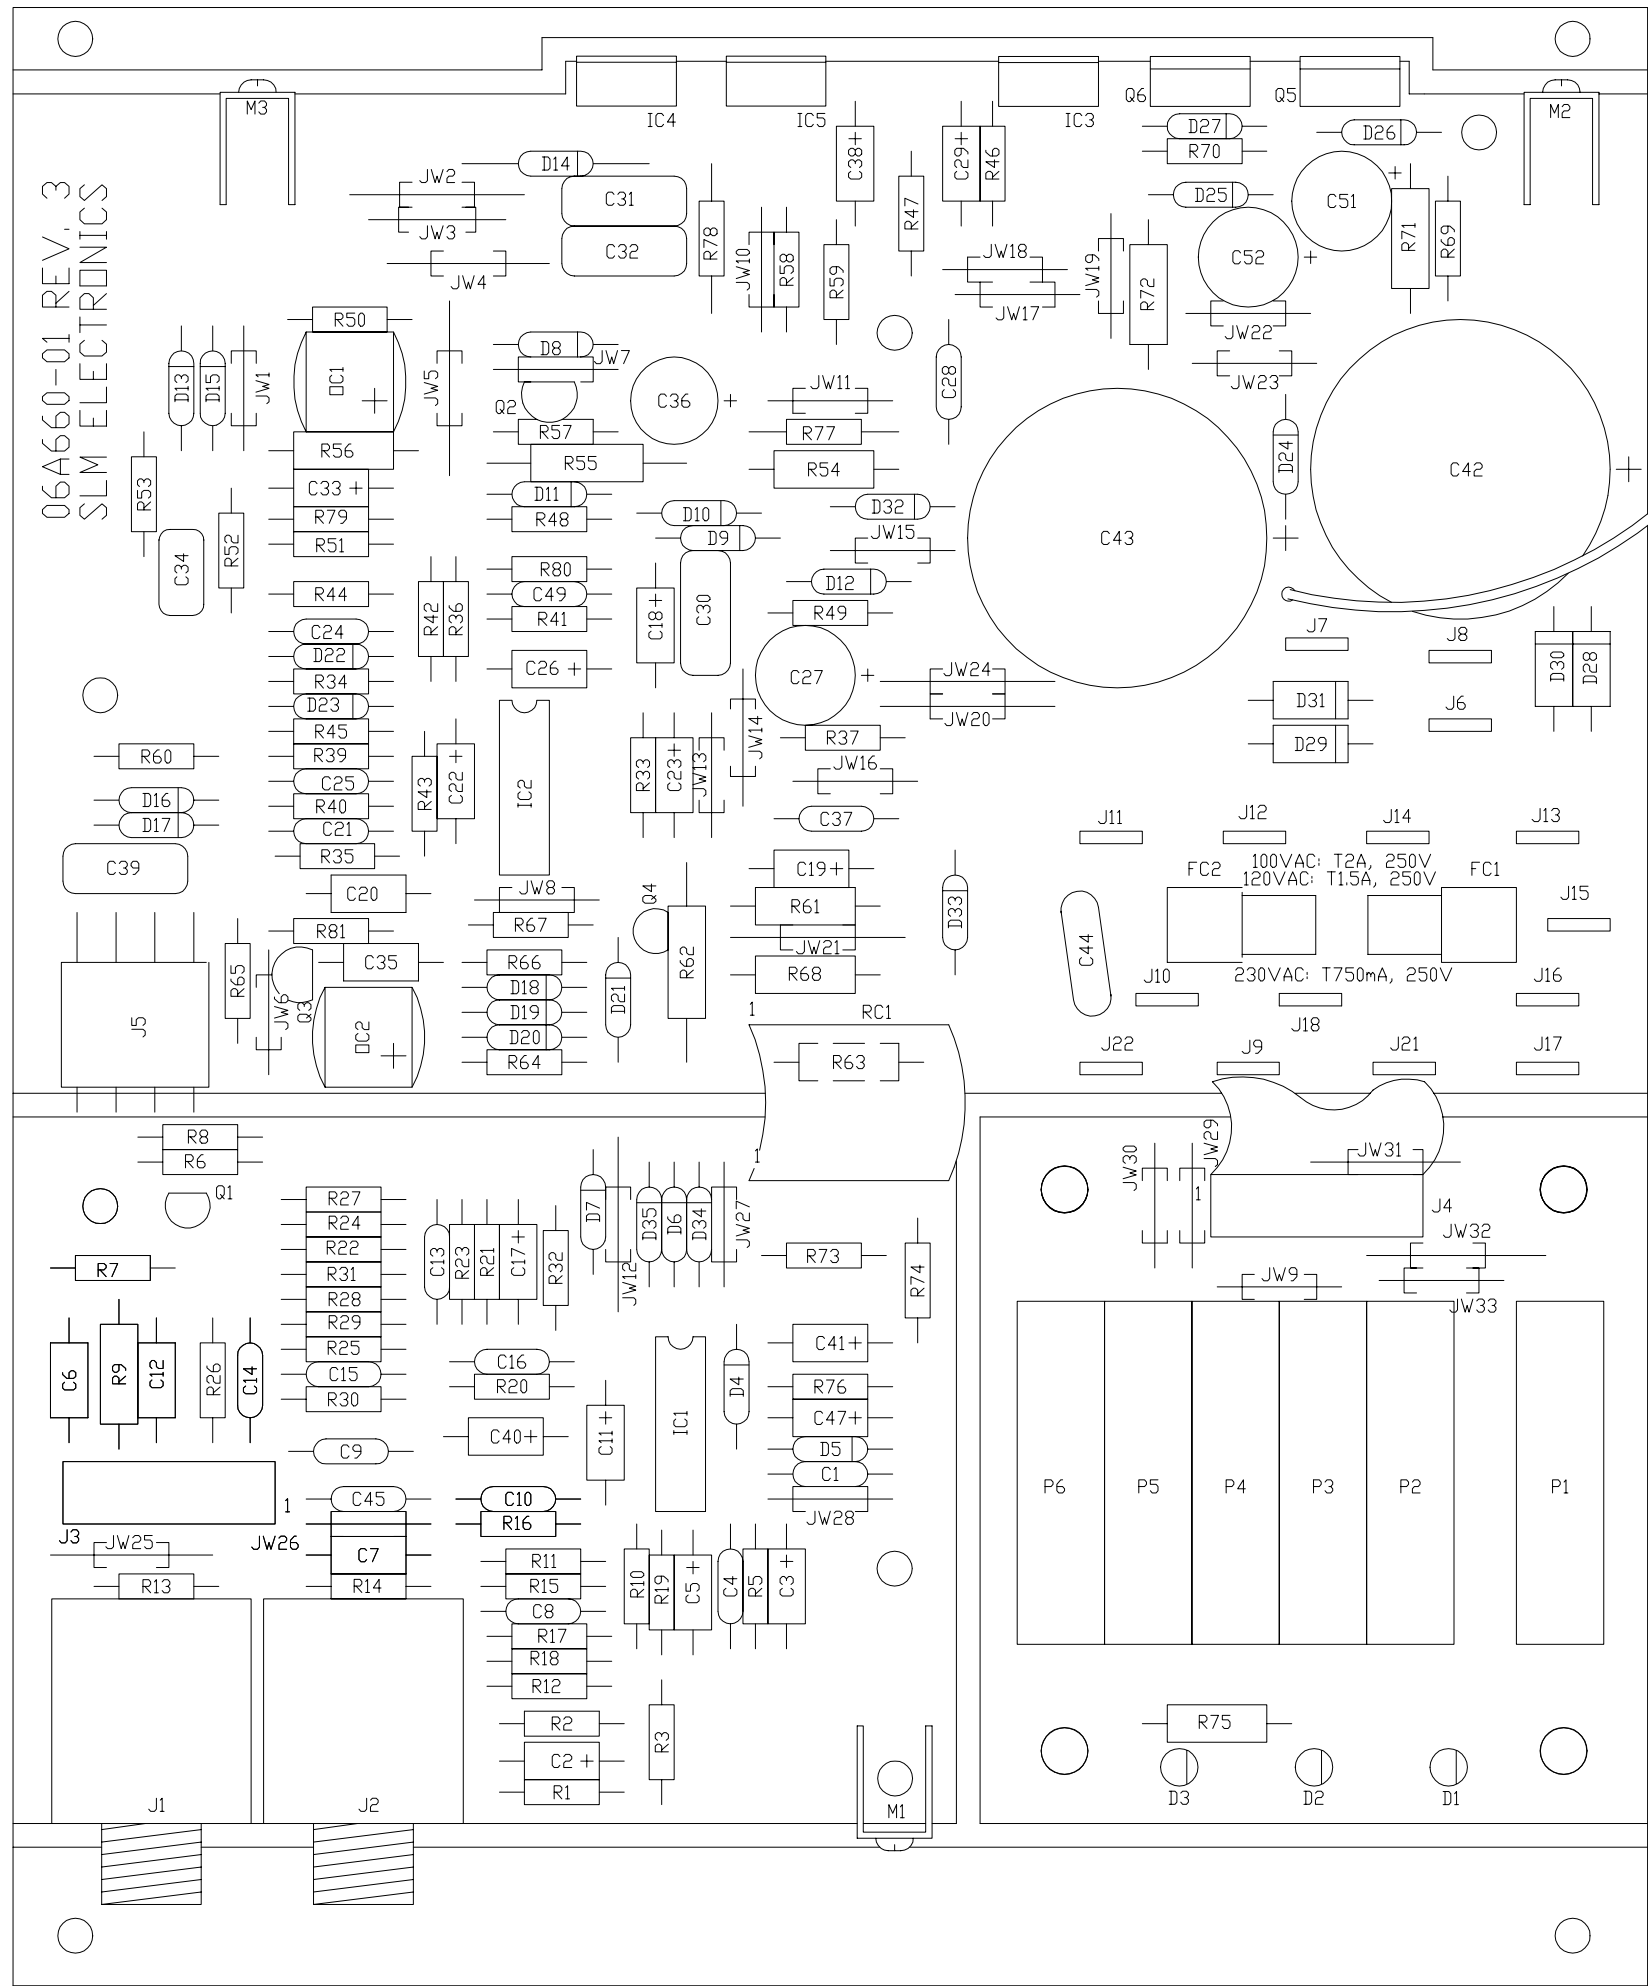 M3
IC4
IC5
IC3
Q6
Q5
M2
D27
D26
R70
C38+
C29+
R46
D14
JW2
C31
D25
C51
+
R47
R71
R69
JW3
C32
R78
JW10
R58
R59
JW18
JW19
R72
C52
+
JW4
JW17
06A660-01 REV. 3
SLM ELECTRONICS
R50
JW22
D8
JW7
D13
D15
JW1
OC1
+
JW5
C28
JW23
JW11
Q2
C36
+
R57
R77
R56
R55
R54
D24
C42
+
R53
C33 +
D11
D32
R79
R48
D10
R51
D9
JW15
C43
+
R52
C34
R80
D12
R44
C49
R42
R36
C18+
C30
R49
R41
C24
J7
J8
D22
C26 +
C27
+
JW24
D30
D28
R34
D23
D31
JW20
J6
R45
JW14
R37
D29
R60
R39
R43
C22 +
R33
C23+
JW13
JW16
C25
IC2
D16
R40
D17
C21
C37
J11
J12
J14
J13
R35
100VAC: T2A, 250V
120VAC: T1.5A, 250V
C39
C19+
FC2
FC1
C20
JW8
Q4
R61
D33
J15
R67
R81
JW21
C44
R65
C35
R66
R62
R68
230VAC: T750mA, 250V
J10
J16
JW6
D18
D21
Q3
1
RC1
D19
J18
J5
OC2
+
D20
R64
R63
J22
J9
J21
J17
R8
R6
1
JW30
JW29
JW31
Q1
R27
D7
D35
D6
D34
JW27
1
J4
R24
R22
C13
R23
R21
C17+
R32
R73
JW32
R7
R31
JW12
R74
JW9
R28
JW33
R29
C41+
R25
C6
R9
C12
R26
C14
C16
D4
C15
R20
R76
R30
C47+
C40+
C11+
IC1
C9
D5
C1
P6
P5
P4
P3
P2
P1
C45
C10
1
J3
R16
JW28
JW25
JW26
C7
R11
R13
R14
R15
R10
R19
C5 +
C4
R5
C3 +
C8
R17
R18
R12
R2
R3
R75
C2 +
R1
D3
D2
D1
J1
J2
M1